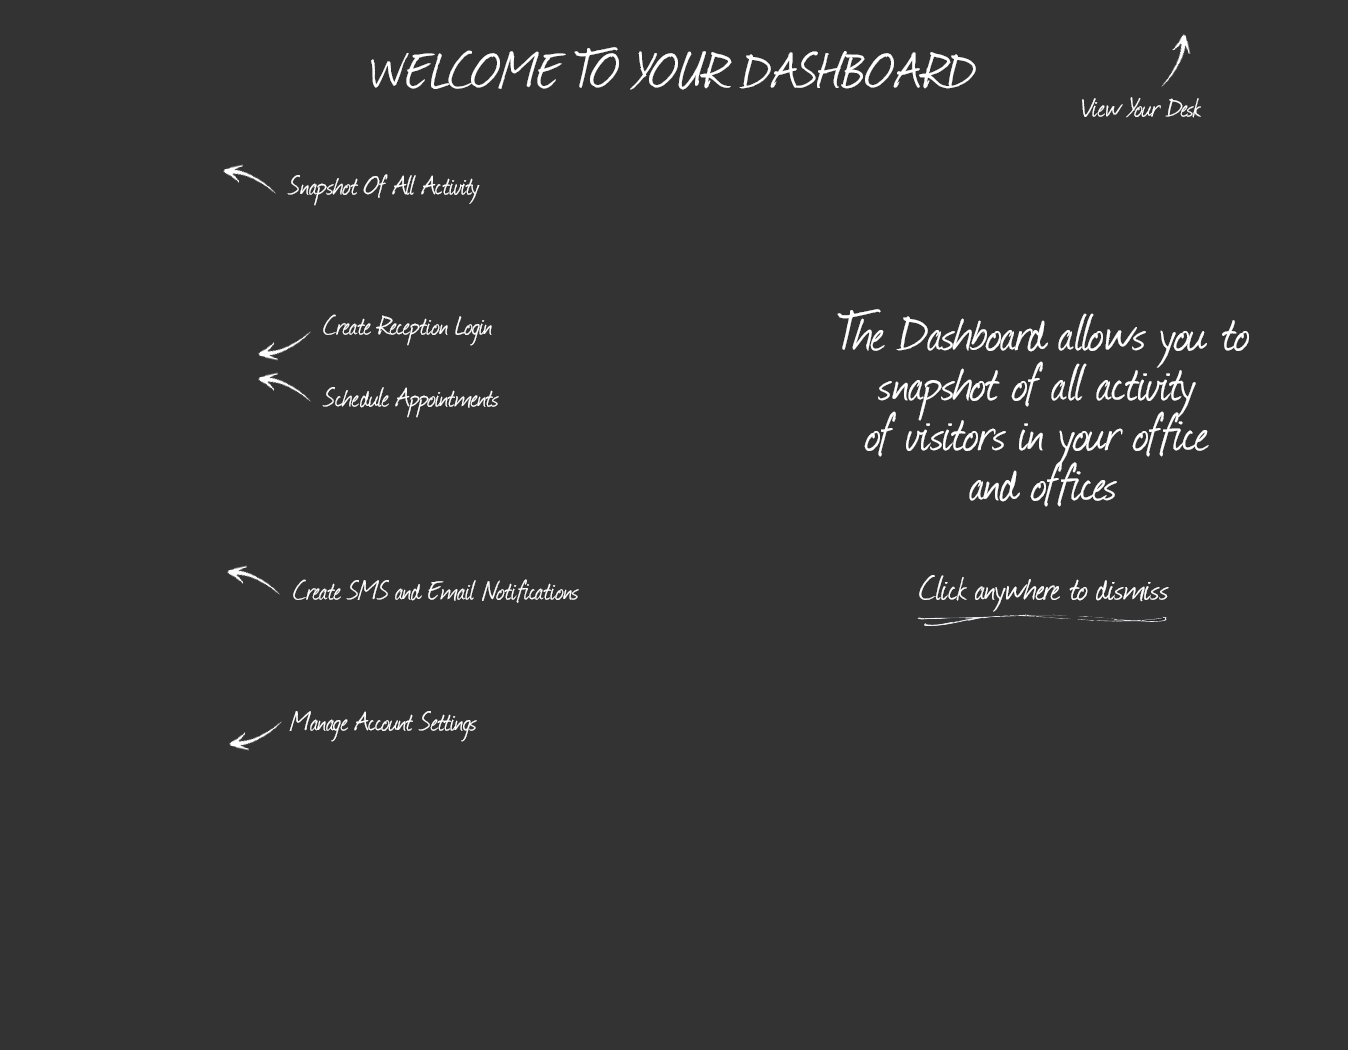 WELCOME TO YOUR DASHBOARD
View Your Desk
Snapshot Of All Activity
Create Reception Login
Schedule Appointments
The Dashboard allows you to
snapshot of all activity
of visitors in your office
and offices
Create SMS and Email Notifications
Click anywhere to dismiss
Manage Account Settings